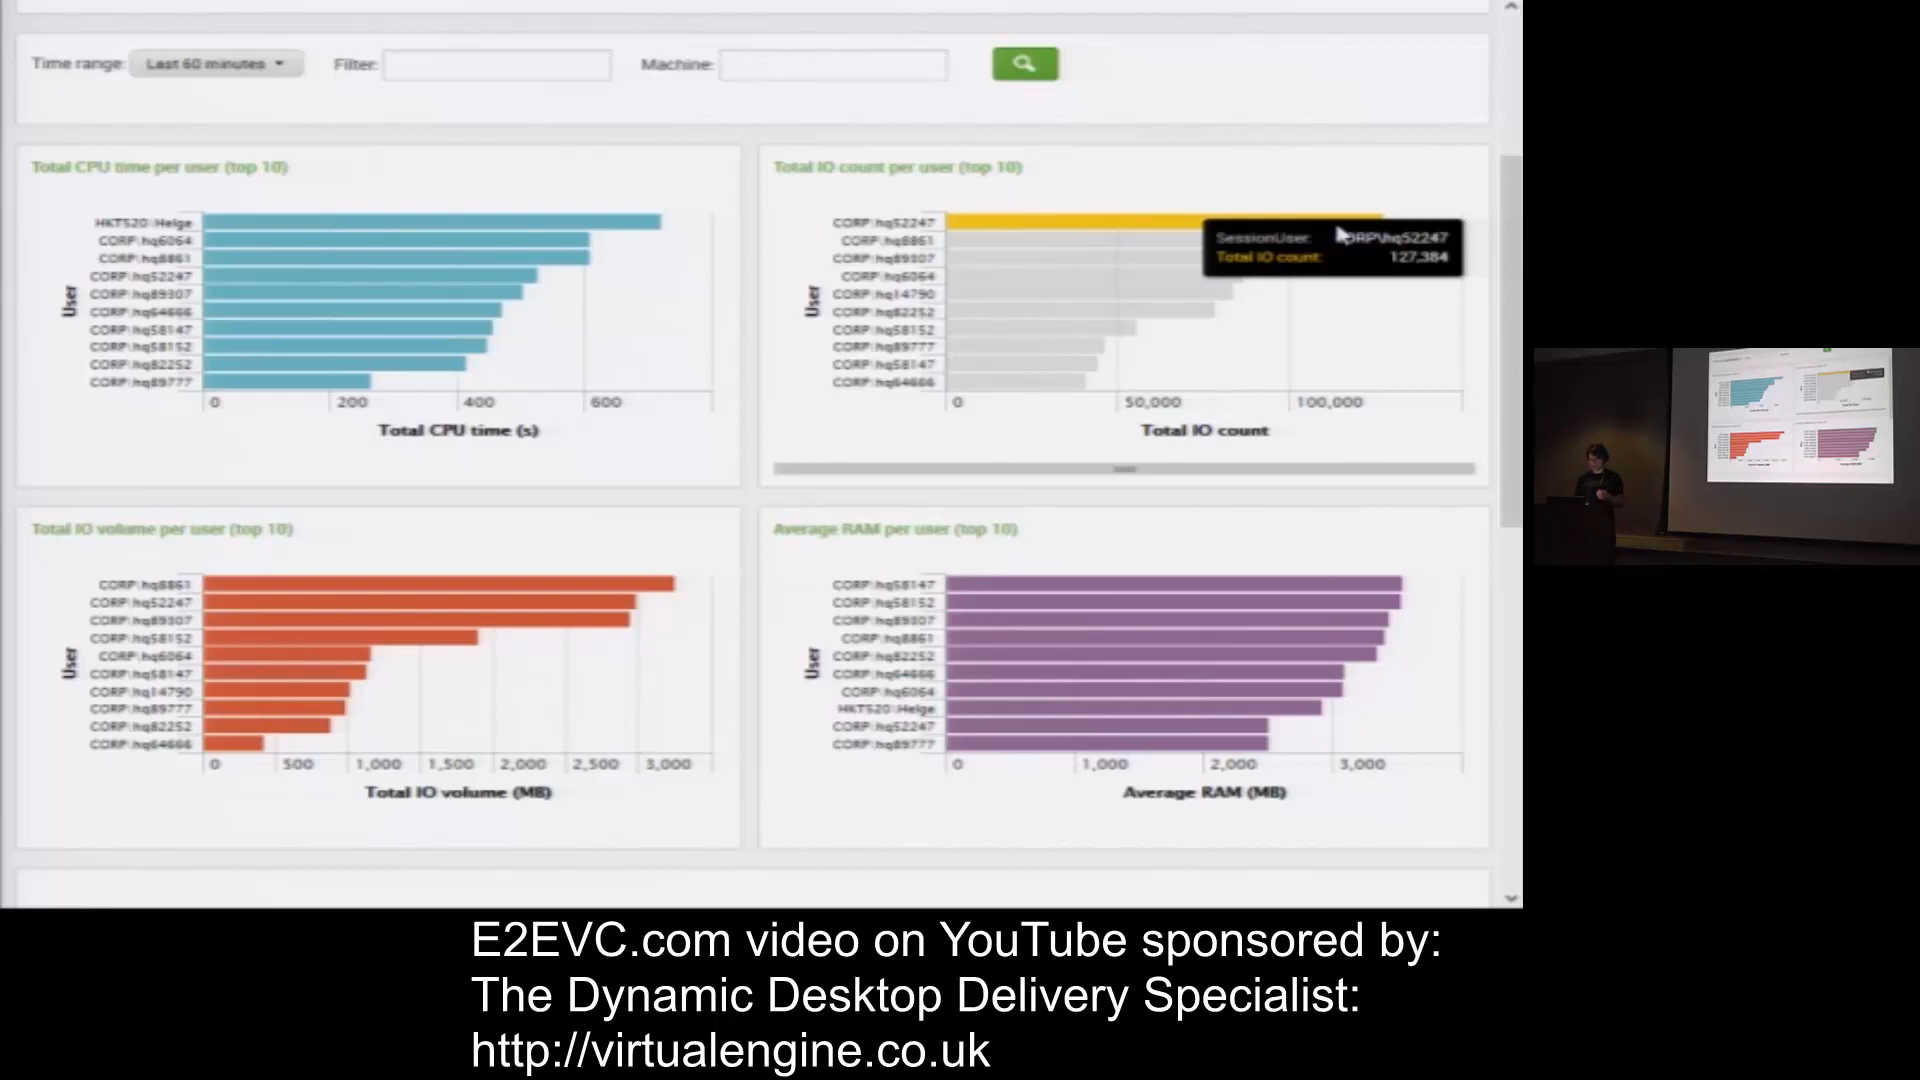 Time range: Last 60 minutes Filter: Machine:
Total CPU time per user (top 10)
HKT520\Helge
CORP\hq6064
CORP\hq8861
CORP\hq52247
CORP\hq89307
CORP\hq64666
CORP\hq58147
CORP\hq58152
CORP\hq82252
CORP\hq89777
User
0 200 400 600
Total CPU time (s)
Total IO count per user (top 10)
CORP\hq52247
CORP\hq8861
CORP\hq89307
CORP\hq6064
CORP\hq14790
CORP\hq82252
CORP\hq58152
CORP\hq89777
CORP\hq58147
CORP\hq64666
User
SessionUser: CORP\hq52247
Total IO count: 127,384
0 50,000 100,000
Total IO count
Total IO volume per user (top 10)
CORP\hq8861
CORP\hq52247
CORP\hq89307
CORP\hq58152
CORP\hq6064
CORP\hq58147
CORP\hq14790
CORP\hq89777
CORP\hq82252
CORP\hq64666
User
0 500 1,000 1,500 2,000 2,500 3,000
Total IO volume (MB)
Average RAM per user (top 10)
CORP\hq58147
CORP\hq58152
CORP\hq89307
CORP\hq8861
CORP\hq82252
CORP\hq64666
CORP\hq6064
HKT520\Helge
CORP\hq52247
CORP\hq89777
User
0 1,000 2,000 3,000
Average RAM (MB)
E2EVC.com video on YouTube sponsored by:
The Dynamic Desktop Delivery Specialist:
http://virtualengine.co.uk